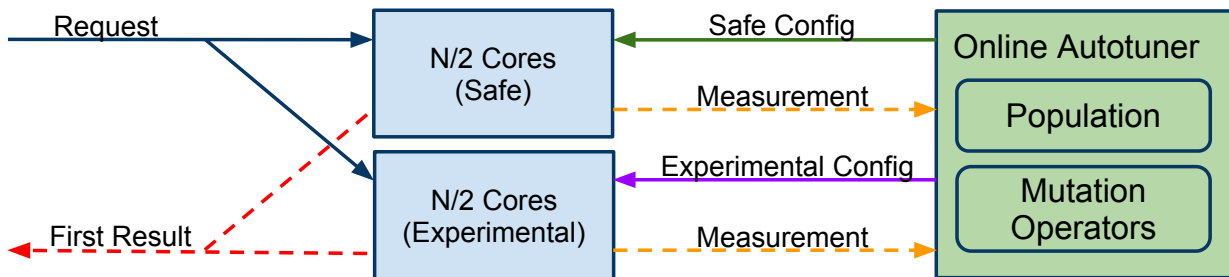 Request
N/2 Cores
(Safe)
Safe Config
Measurement
Online Autotuner
Population
Mutation
Operators
First Result
N/2 Cores
(Experimental)
Experimental Config
Measurement